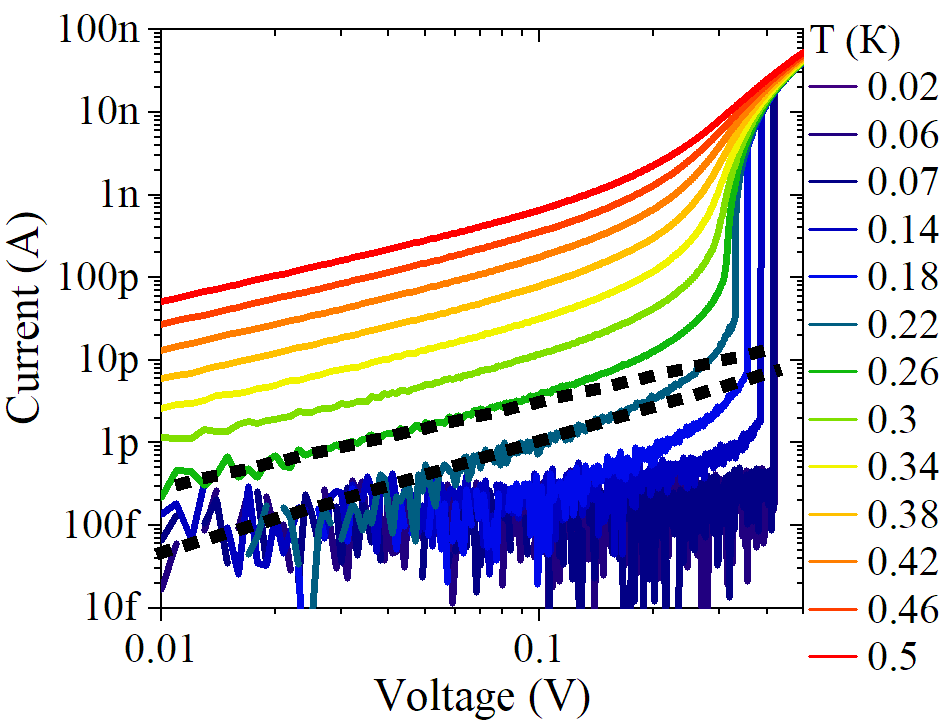 100n
10n
1n
100p
10p
1p
100f
10f
Current (A)
0.01
0.1
Voltage (V)
T (K)
0.02
0.06
0.07
0.14
0.18
0.22
0.26
0.3
0.34
0.38
0.42
0.46
0.5